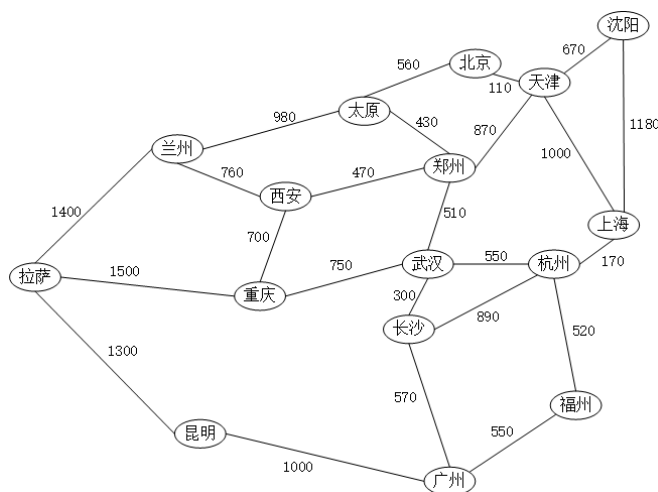 沈阳
670
北京
560
110
天津
太原
980
430
870
1180
1000
兰州
760
470
郑州
西安
1400
700
510
上海
170
750
武汉
550
杭州
拉萨
1500
重庆
300
长沙
890
520
1300
570
福州
550
昆明
1000
广州